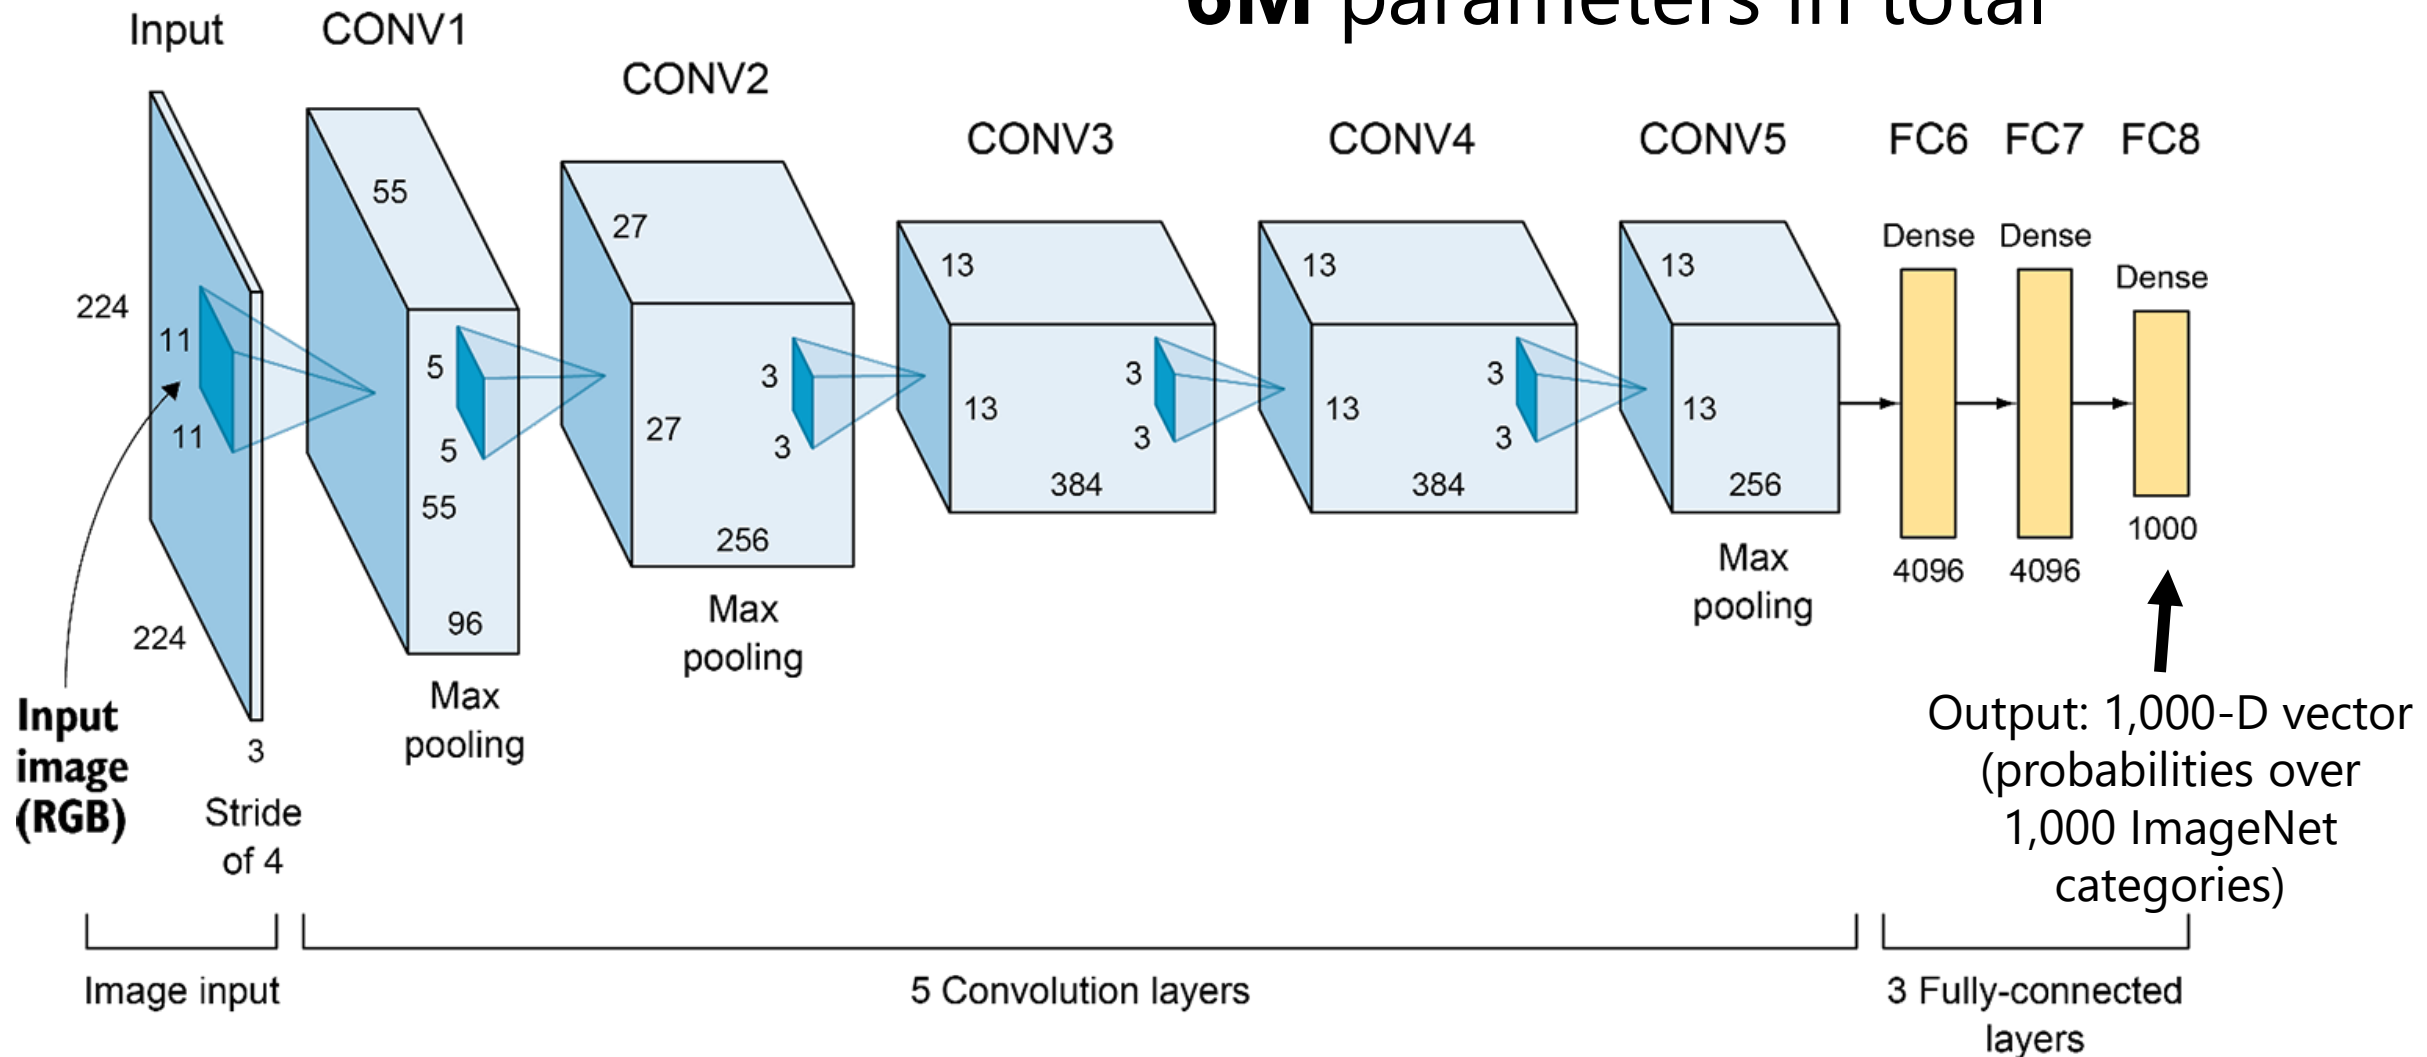 6M parameters in total
Input
CONV1
CONV2
CONV3
CONV4
CONV5
FC6
FC7
FC8
224
224
3
11
11
Input
image
(RGB)
Stride
of 4
55
55
96
5
5
Max
pooling
27
27
256
3
3
Max
pooling
13
13
384
3
3
13
13
384
3
3
13
13
256
Max
pooling
Dense
4096
Dense
4096
Dense
1000
Output: 1,000-D vector
(probabilities over
1,000 ImageNet
categories)
Image input
5 Convolution layers
3 Fully-connected
layers